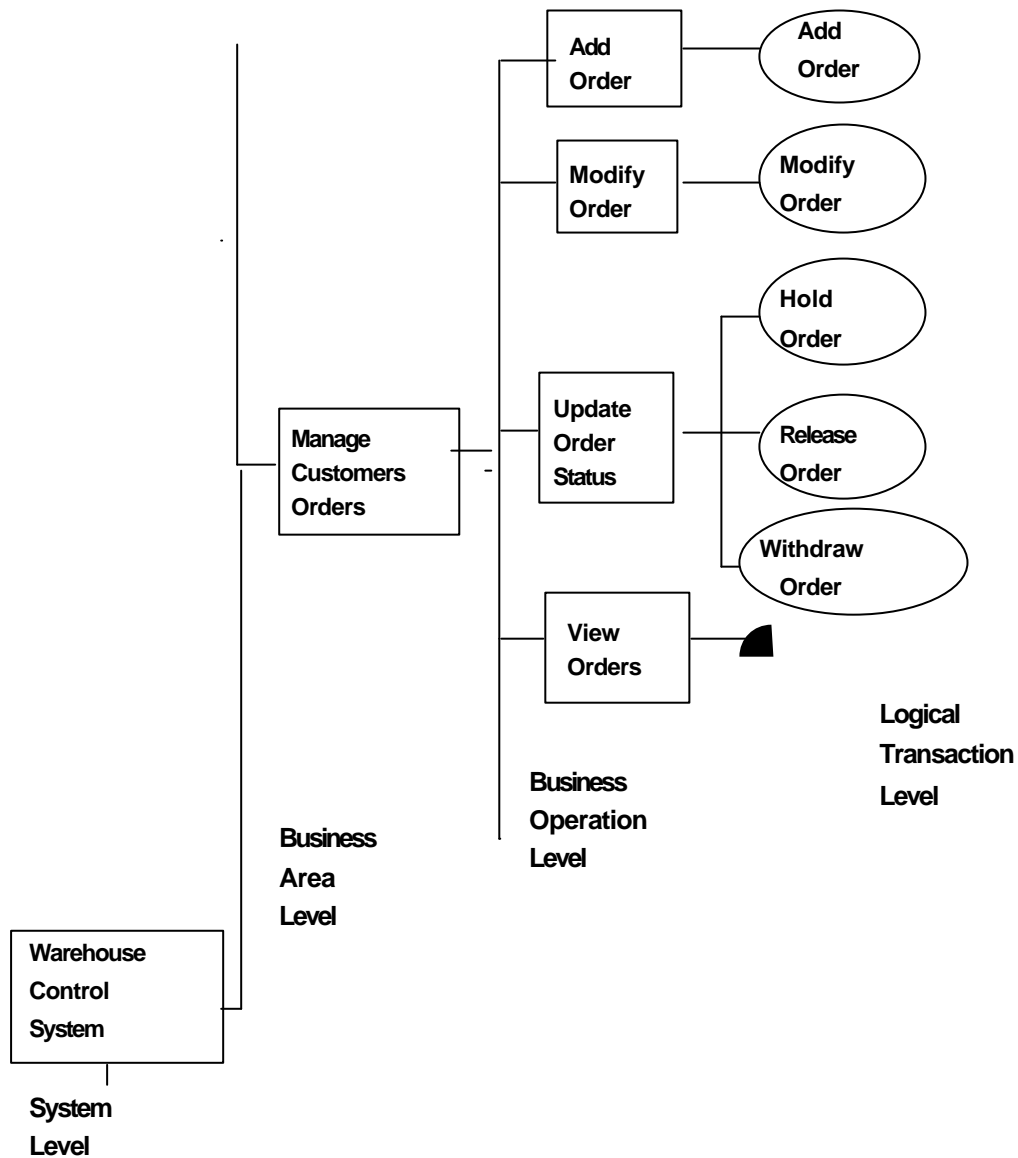 Add
Order
Add
Order
Modify
Order
Modify
Order
Hold
Order
Manage
Customers
Orders
Update
Order
Status
Release
Order
Withdraw
Order
View
Orders
Logical
Transaction
Level
Business
Operation
Level
Business
Area
Level
Warehouse
Control
System
System
Level